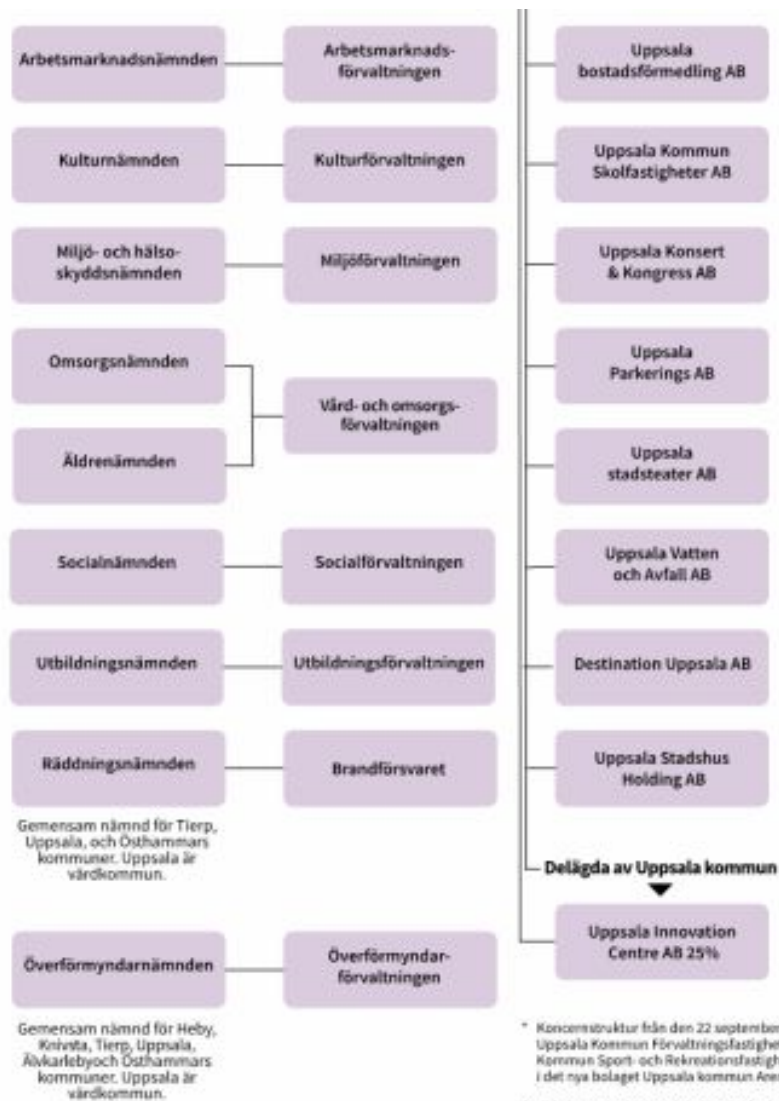 Arbetsmarknadsnämnden
Arbetsmarknads-
förvaltningen
Kulturnämnden
Kulturförvaltningen
Miljö- och hälso-
skyddsnämnden
Miljöförvaltningen
Omsorgsnämnden
Äldrenämnden
Vård- och omsorgs-
förvaltningen
Socialnämnden
Socialförvaltningen
Utbildningsnämnden
Utbildningsförvaltningen
Räddningsnämnden
Brandförsvaret
Gemensam nämnd för Tierp,
Uppsala, och Östhammars
kommuner. Uppsala är
värdkommun.
Överförmyndarnämnden
Överförmyndar-
förvaltningen
Gemensam nämnd för Heby,
Knivsta, Tierp, Uppsala,
Älvkarlebyoch Östhammars
kommuner. Uppsala är
värdkommun.
Uppsala
bostadsförmedling AB
Uppsala Kommun
Skolfastigheter AB
Uppsala Konsert
& Kongress AB
Uppsala
Parkerings AB
Uppsala
stadsteater AB
Uppsala Vatten
och Avfall AB
Destination Uppsala AB
Uppsala Stadshus
Holding AB
Delägda av Uppsala kommun
Uppsala Innovation
Centre AB 25%
* Koncernstruktur från den 22 september
Uppsala Kommun Förvaltningsfastighe
Kommun Sport- och Rekreationsfastigh
i det nya bolaget Uppsala kommun Are